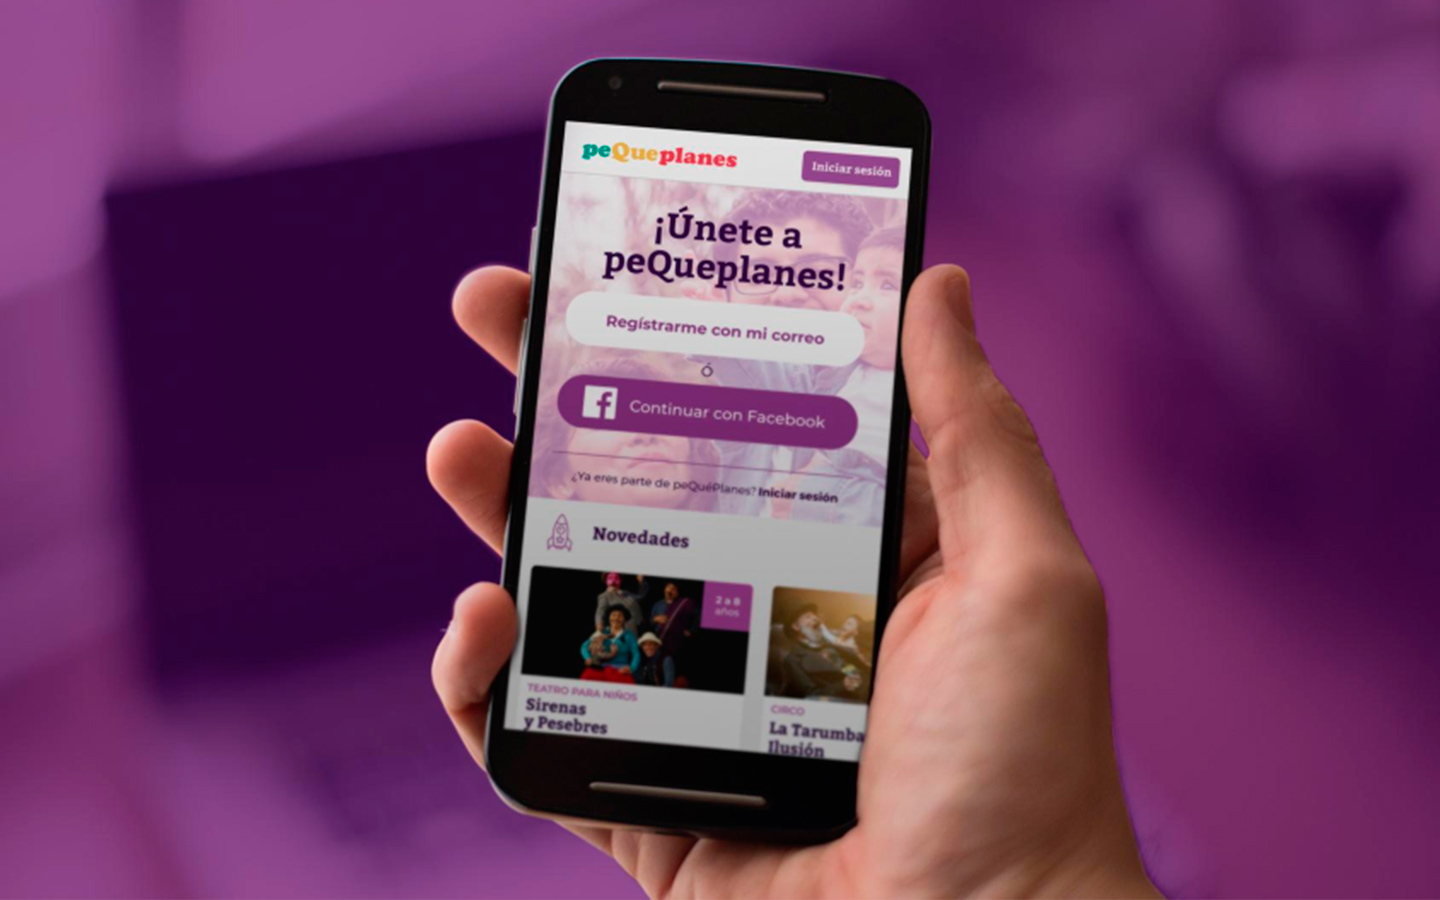 peQueplanes
Iniciar sesión
¡Únete a
peQueplanes!
Regístrarme con mi correo
Ó
Continuar con Facebook
¿Ya eres parte de peQuéPlanes? Iniciar sesión
Novedades
2 a 8
años
TEATRO PARA NIÑOS
Sirenas
y Pesebres
CIRCO
La Tarumba
Ilusión